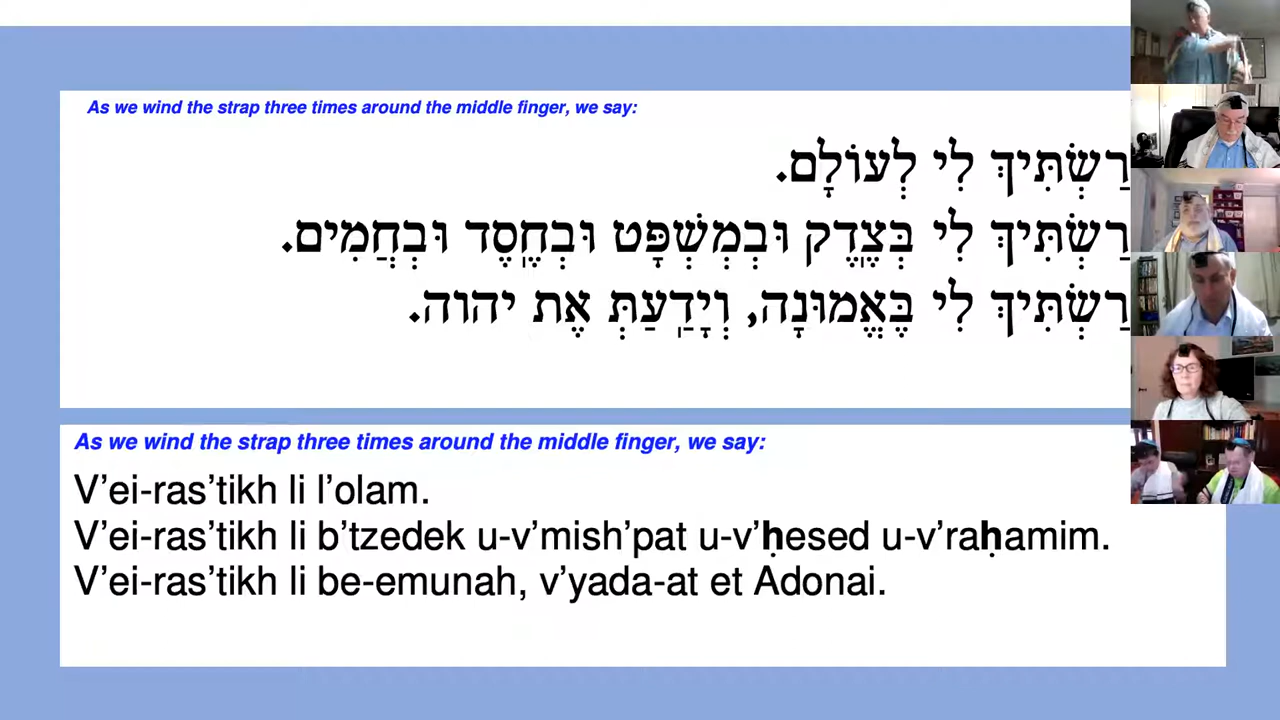 As we wind the strap three times around the middle finger, we say:
רַשְׂתִּיךְ לִי לְעוֹלָם.
רַשְׂתִּיךְ לִי בְּצֶֽדֶק וּבְמִשְׁפָּט וּבְחֶֽסֶד וּבְחֲמִים.
רַשְׂתִּיךְ לִי בֶּאֱמוּנָה, וְיָדַֽעַתְּ אֶת יהוה.
As we wind the strap three times around the middle finger, we say:
V’ei-ras’tikh li l’olam.
V’ei-ras’tikh li b’tzedek u-v’mish’pat u-v’ḥesed u-v’raḥamim.
V’ei-ras’tikh li be-emunah, v’yada-at et Adonai.